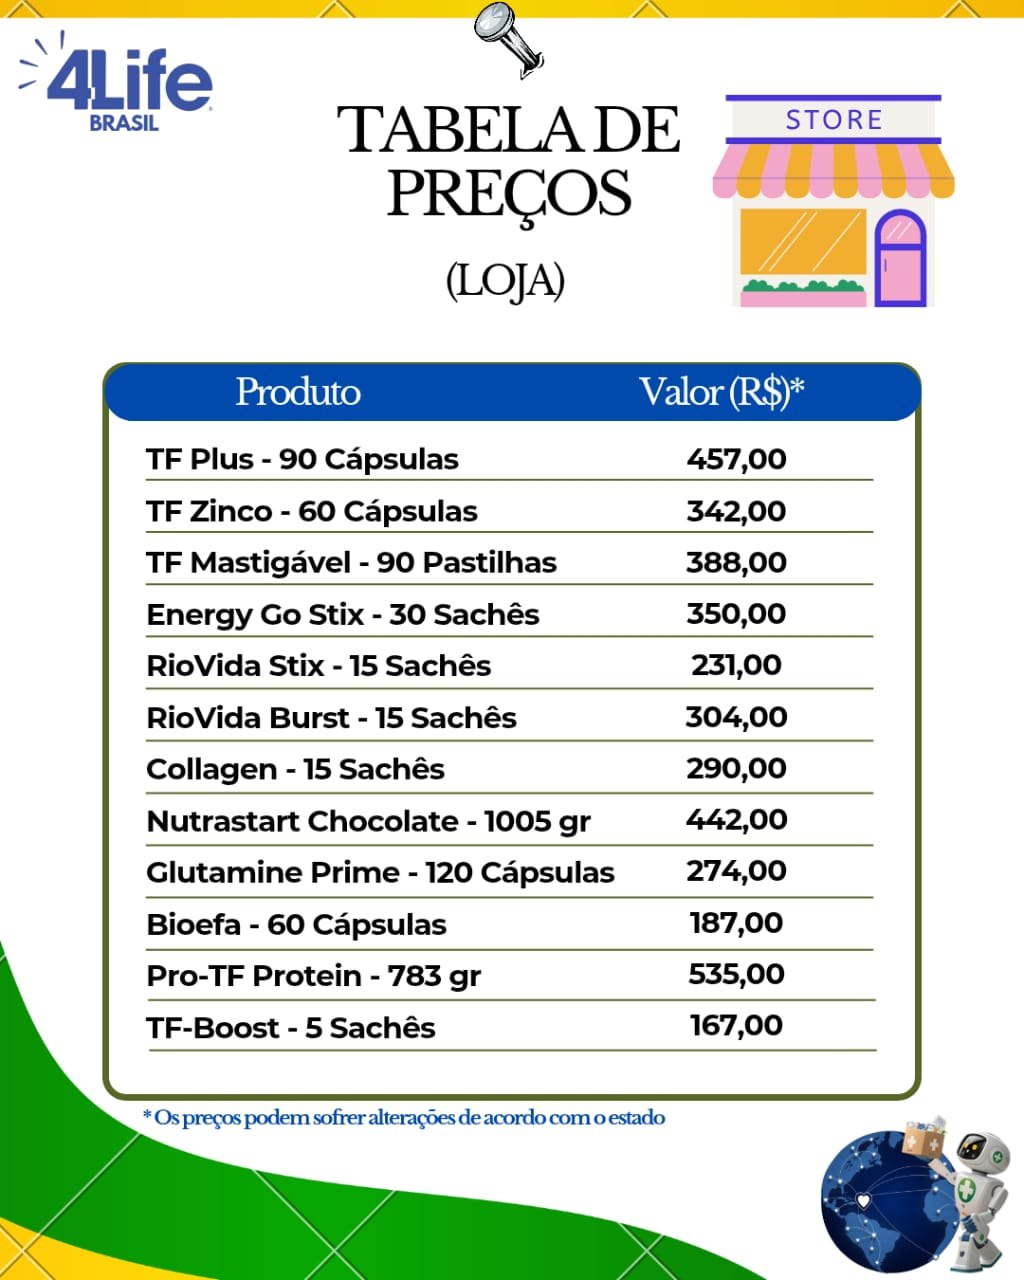 4Life
BRASIL
TABELA DE
PREÇOS
(LOJA)
STORE
Produto Valor (R$)*
TF Plus - 90 Cápsulas 457,00
TF Zinco - 60 Cápsulas 342,00
TF Mastigável - 90 Pastilhas 388,00
Energy Go Stix - 30 Sachês 350,00
RioVida Stix - 15 Sachês 231,00
RioVida Burst - 15 Sachês 304,00
Collagen - 15 Sachês 290,00
Nutrastart Chocolate - 1005 gr 442,00
Glutamine Prime - 120 Cápsulas 274,00
Bioefa - 60 Cápsulas 187,00
Pro-TF Protein - 783 gr 535,00
TF-Boost - 5 Sachês 167,00
* Os preços podem sofrer alterações de acordo com o estado